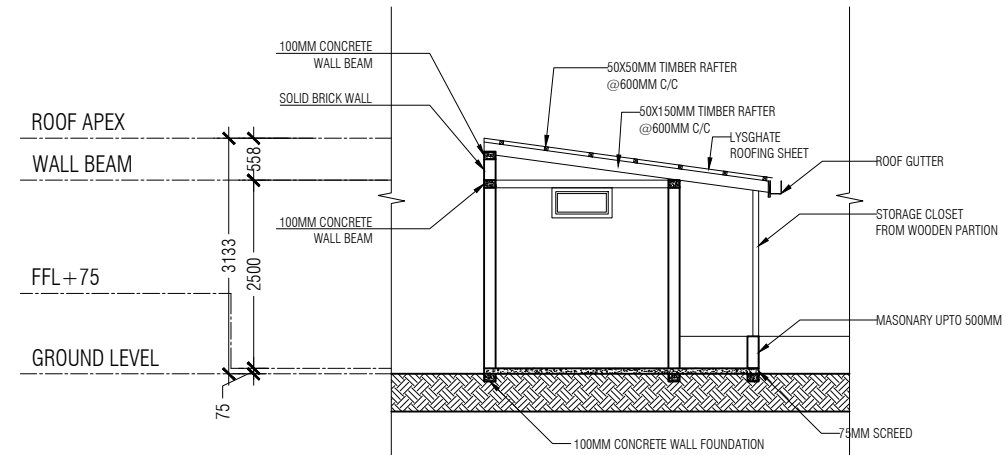 100MM CONCRETE
WALL BEAM
50X50MM TIMBER RAFTER
@600MM C/C
SOLID BRICK WALL
50X150MM TIMBER RAFTER
@600MM C/C
ROOF APEX
LYSGHATE
ROOFING SHEET
558
WALL BEAM
ROOF GUTTER
100MM CONCRETE
WALL BEAM
STORAGE CLOSET
FROM WOODEN PARTION
3133
2500
FFL+75
MASONARY UPTO 500MM
GROUND LEVEL
75
75MM SCREED
100MM CONCRETE WALL FOUNDATION